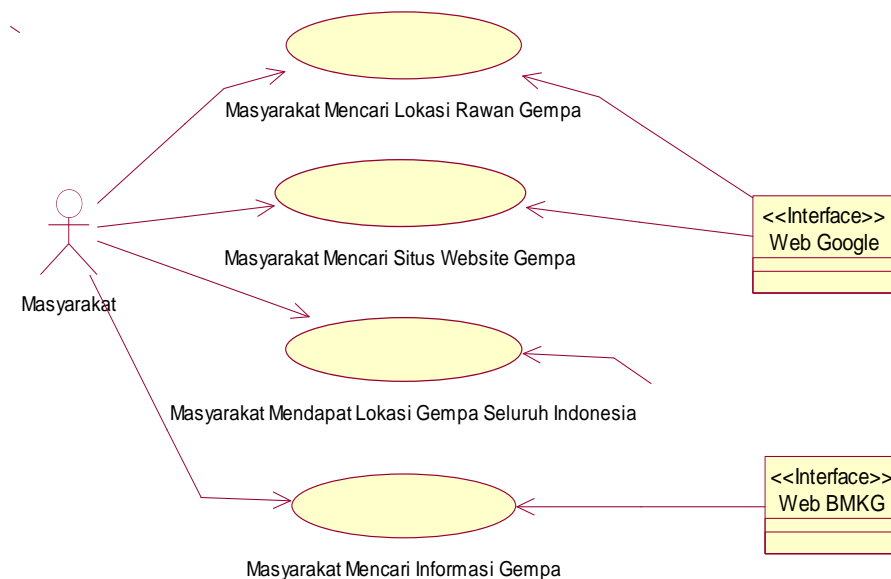 Masyarakat Mencari Lokasi Rawan Gempa
<<Interface>>
Web Google
Masyarakat Mencari Situs Website Gempa
Masyarakat
Masyarakat Mendapat Lokasi Gempa Seluruh Indonesia
<<Interface>>
Web BMKG
Masyarakat Mencari Informasi Gempa